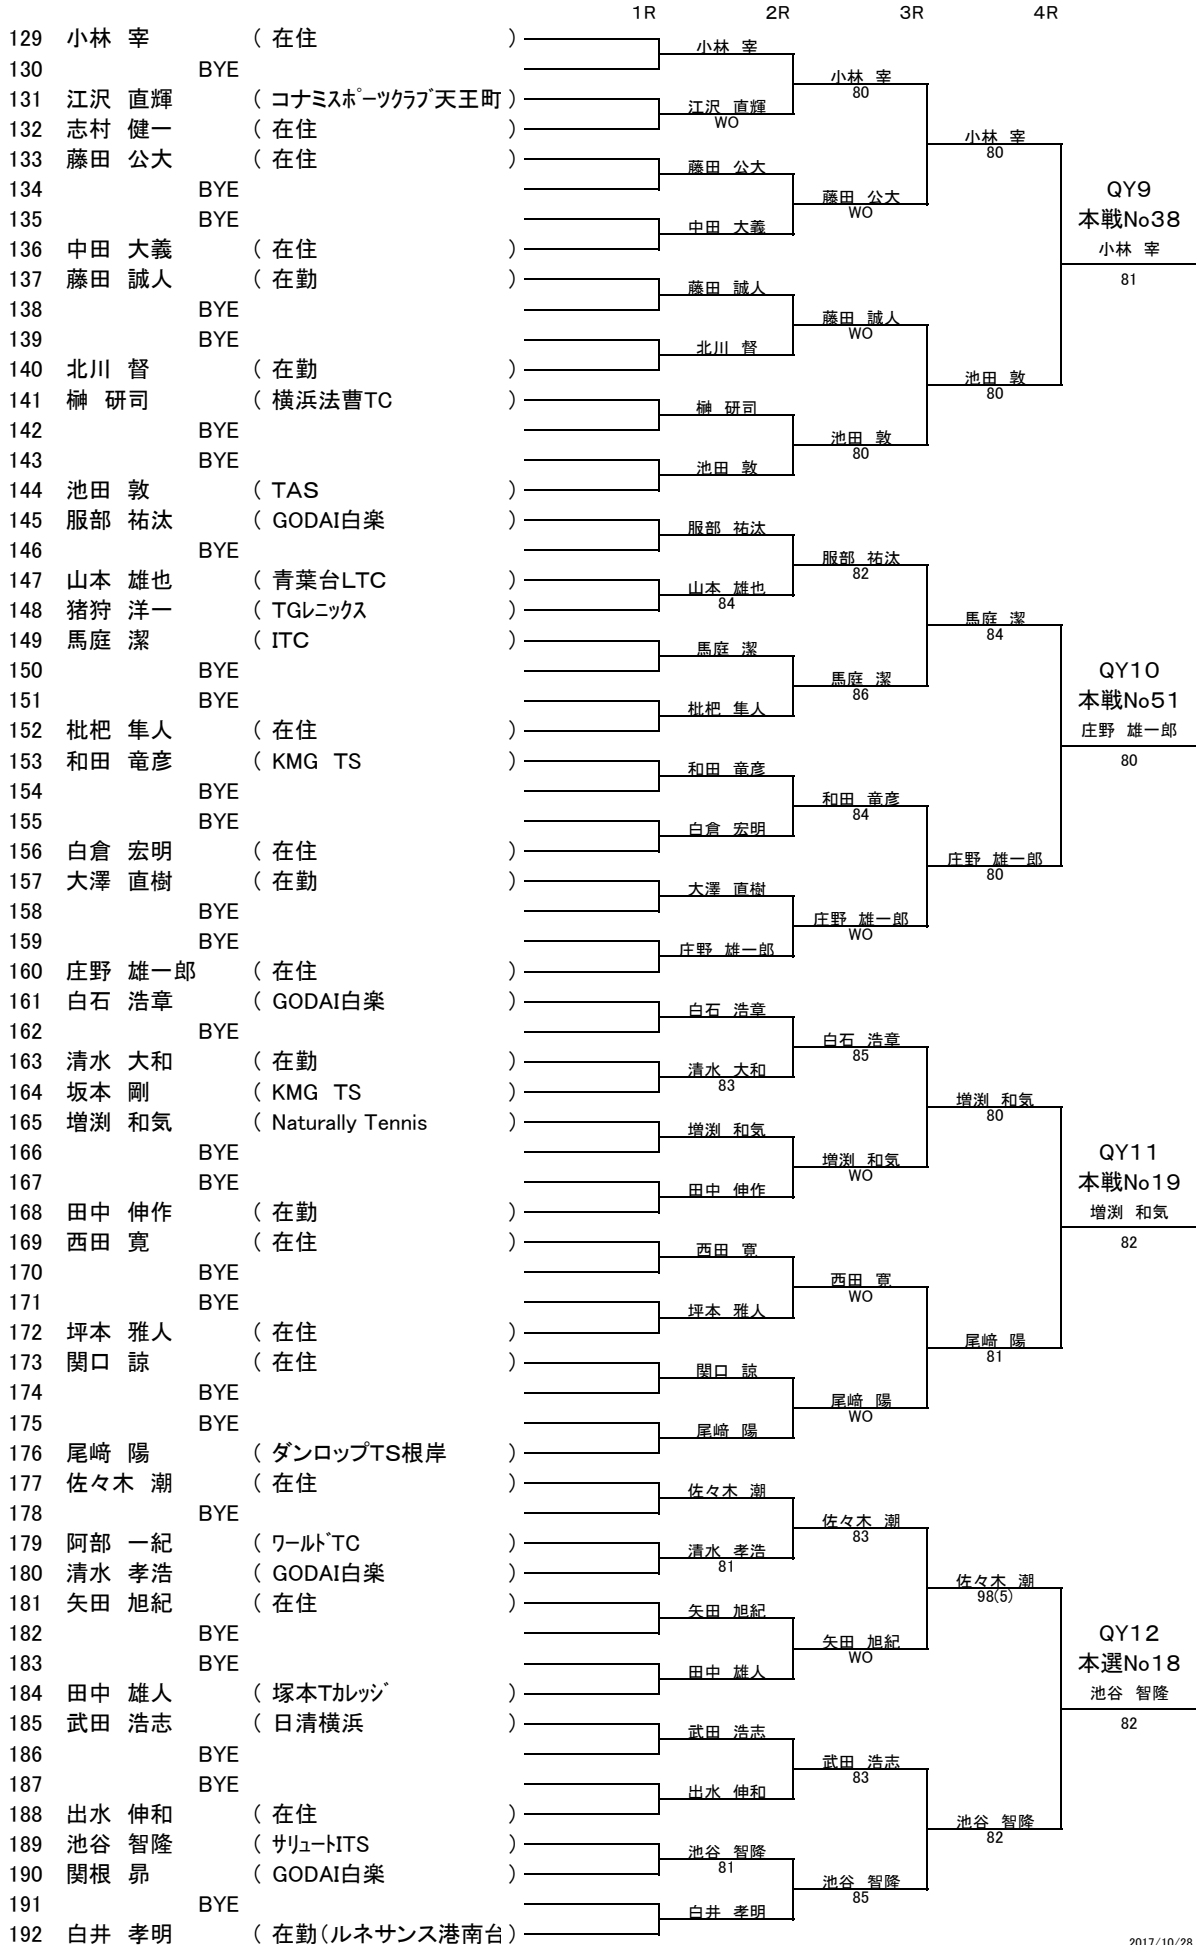 1R 2R 3R 4R
129 小林 宰 ( 在住 )
小林 宰
130 BYE
小林 宰
80
131 江沢 直輝 ( コナミスポーツクラブ天王町 )
江沢 直輝
WO
132 志村 健一 ( 在住 )
小林 宰
80
133 藤田 公大 ( 在住 )
藤田 公大
134 BYE
藤田 公大
WO
QY9
135 BYE
中田 大義
本戦No38
136 中田 大義 ( 在住 )
小林 宰
81
137 藤田 誠人 ( 在勤 )
藤田 誠人
138 BYE
藤田 誠人
WO
139 BYE
北川 督
140 北川 督 ( 在勤 )
池田 敦
80
141 榊 研司 ( 横浜法曹TC )
榊 研司
142 BYE
池田 敦
80
143 BYE
池田 敦
144 池田 敦 ( TAS )
145 服部 祐汰 ( GODAI白楽 )
服部 祐汰
146 BYE
服部 祐汰
82
147 山本 雄也 ( 青葉台LTC )
山本 雄也
84
148 猪狩 洋一 ( TGレニックス )
馬庭 潔
84
149 馬庭 潔 ( ITC )
馬庭 潔
150 BYE
馬庭 潔
86
QY10
151 BYE
枇杷 隼人
本戦No51
152 枇杷 隼人 ( 在住 )
庄野 雄一郎
80
153 和田 竜彦 ( KMG TS )
和田 竜彦
154 BYE
和田 竜彦
84
155 BYE
白倉 宏明
156 白倉 宏明 ( 在住 )
庄野 雄一郎
80
157 大澤 直樹 ( 在勤 )
大澤 直樹
158 BYE
庄野 雄一郎
WO
159 BYE
庄野 雄一郎
160 庄野 雄一郎 ( 在住 )
161 白石 浩章 ( GODAI白楽 )
白石 浩章
162 BYE
白石 浩章
85
163 清水 大和 ( 在勤 )
清水 大和
83
164 坂本 剛 ( KMG TS )
増渕 和気
80
165 増渕 和気 ( Naturally Tennis )
増渕 和気
166 BYE
増渕 和気
WO
QY11
167 BYE
田中 伸作
本戦No19
168 田中 伸作 ( 在勤 )
増渕 和気
82
169 西田 寛 ( 在住 )
西田 寛
170 BYE
西田 寛
WO
171 BYE
坪本 雅人
172 坪本 雅人 ( 在住 )
尾﨑 陽
81
173 関口 諒 ( 在住 )
関口 諒
174 BYE
尾﨑 陽
WO
175 BYE
尾﨑 陽
176 尾﨑 陽 ( ダンロップTS根岸 )
177 佐々木 潮 ( 在住 )
佐々木 潮
178 BYE
佐々木 潮
83
179 阿部 一紀 ( ワールドTC )
清水 孝浩
81
180 清水 孝浩 ( GODAI白楽 )
佐々木 潮
98(5)
181 矢田 旭紀 ( 在住 )
矢田 旭紀
182 BYE
矢田 旭紀
WO
QY12
183 BYE
田中 雄人
本選No18
184 田中 雄人 ( 塚本Tカレッジ )
池谷 智隆
82
185 武田 浩志 ( 日清横浜 )
武田 浩志
186 BYE
武田 浩志
83
187 BYE
出水 伸和
188 出水 伸和 ( 在住 )
池谷 智隆
82
189 池谷 智隆 ( サリュートITS )
池谷 智隆
81
190 関根 昴 ( GODAI白楽 )
池谷 智隆
85
191 BYE
白井 孝明
192 白井 孝明 ( 在勤(ルネサンス港南台 )
2017/10/28